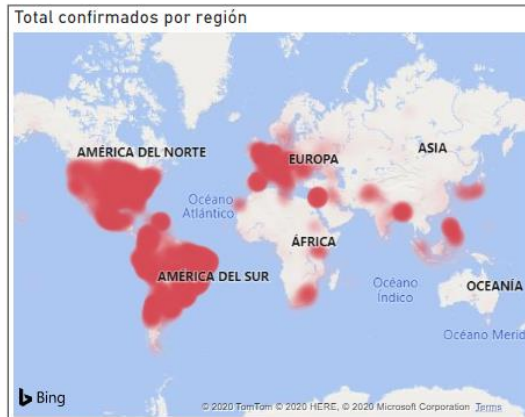 Total confirmados por región
AMÉRICA DEL NORTE
EUROPA
ASIA
Océano
Atlántico
ÁFRICA
AMÉRICA DEL SUR
Océano
Índico
OCEANÍA
Océano Merid
Bing
© 2020 TomTom © 2020 HERE, © 2020 Microsoft Corporation Terms